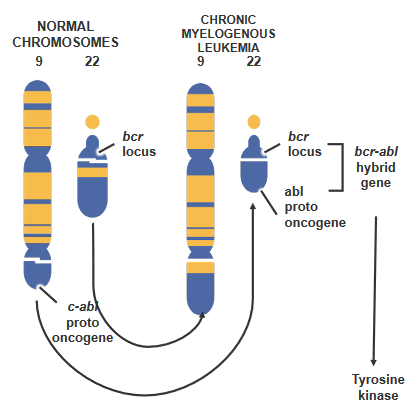 NORMAL
CHROMOSOMES
9 22
CHRONIC
MYELOGENOUS
LEUKEMIA
9 22
bcr
locus
c-abl
proto
oncogene
bcr
locus
abl
proto
oncogene
bcr-abl
hybrid
gene
Tyrosine
kinase